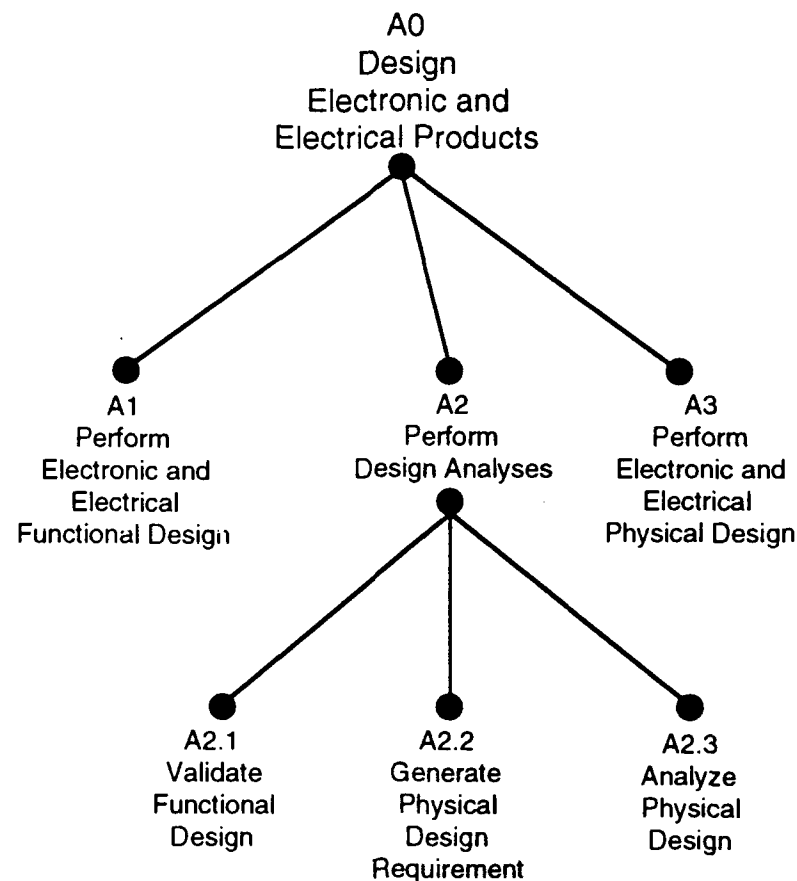 A0
Design
Electronic and
Electrical Products
A1
Perform
Electronic and
Electrical
Functional Design
A2
Perform
Design Analyses
A3
Perform
Electronic and
Electrical
Physical Design
A2.1
Validate
Functional
Design
A2.2
Generate
Physical
Design
Requirement
A2.3
Analyze
Physical
Design